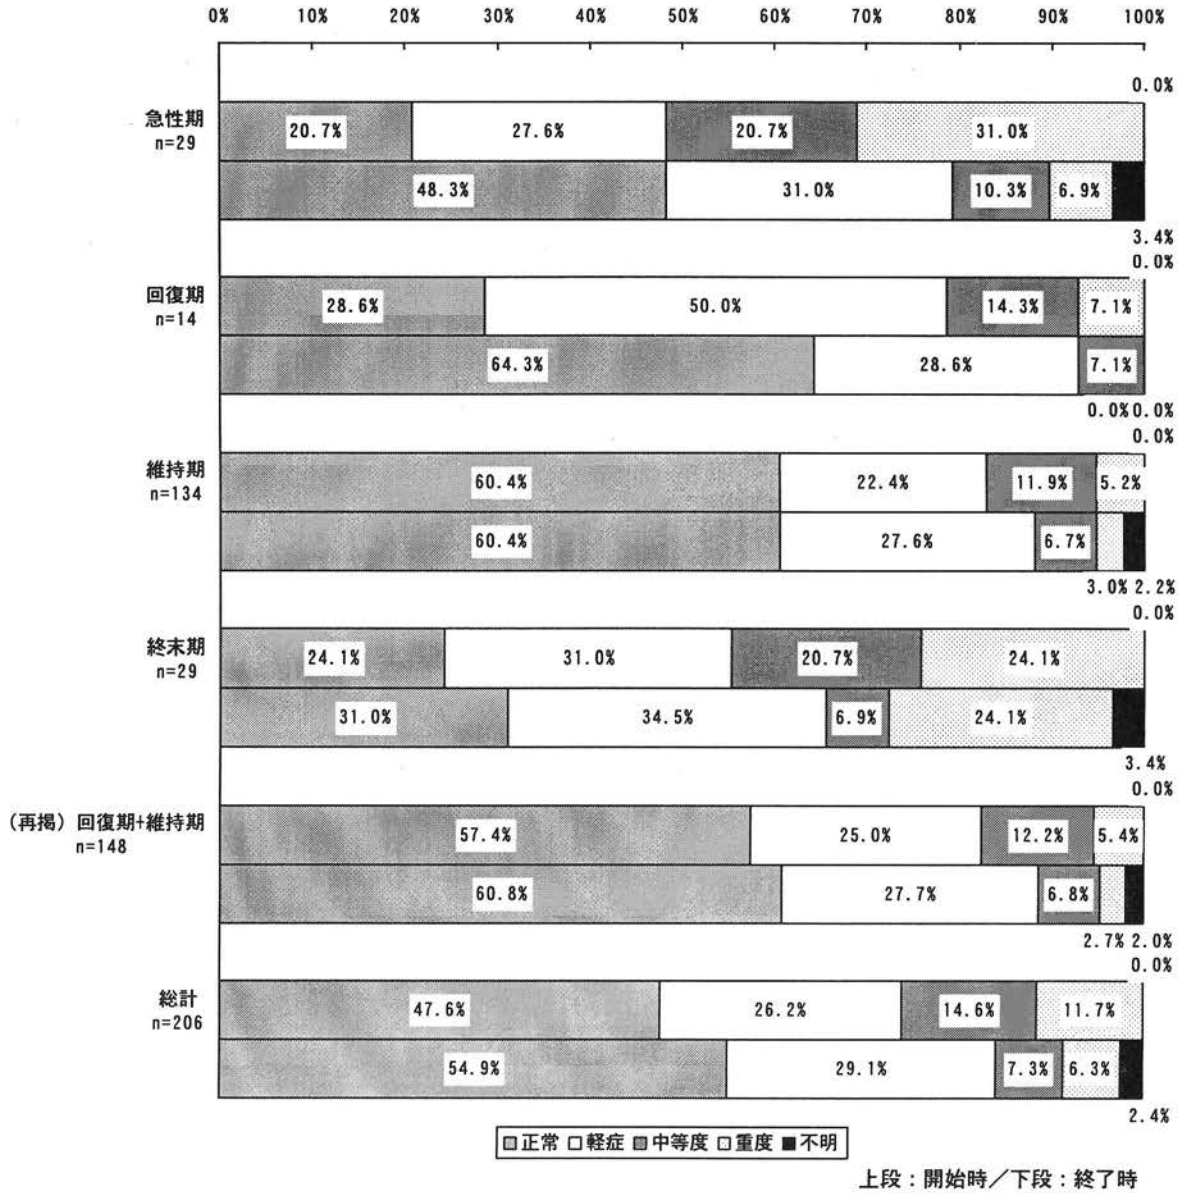 0% 10% 20% 30% 40% 50% 60% 70% 80% 90% 100%
0.0%
急性期
n=29
20.7% 27.6% 20.7% 31.0%
48.3% 31.0% 10.3% 6.9%
3.4%
0.0%
回復期
n=14
28.6% 50.0% 14.3% 7.1%
64.3% 28.6% 7.1%
0.0% 0.0%
0.0%
維持期
n=134
60.4% 22.4% 11.9% 5.2%
60.4% 27.6% 6.7%
3.0% 2.2%
0.0%
終末期
n=29
24.1% 31.0% 20.7% 24.1%
31.0% 34.5% 6.9% 24.1%
3.4%
0.0%
(再掲) 回復期+維持期
n=148
57.4% 25.0% 12.2% 5.4%
60.8% 27.7% 6.8%
2.7% 2.0%
0.0%
総計
n=206
47.6% 26.2% 14.6% 11.7%
54.9% 29.1% 7.3% 6.3%
2.4%
正常 軽症 中等度 重度 不明
上段：開始時／下段：終了時